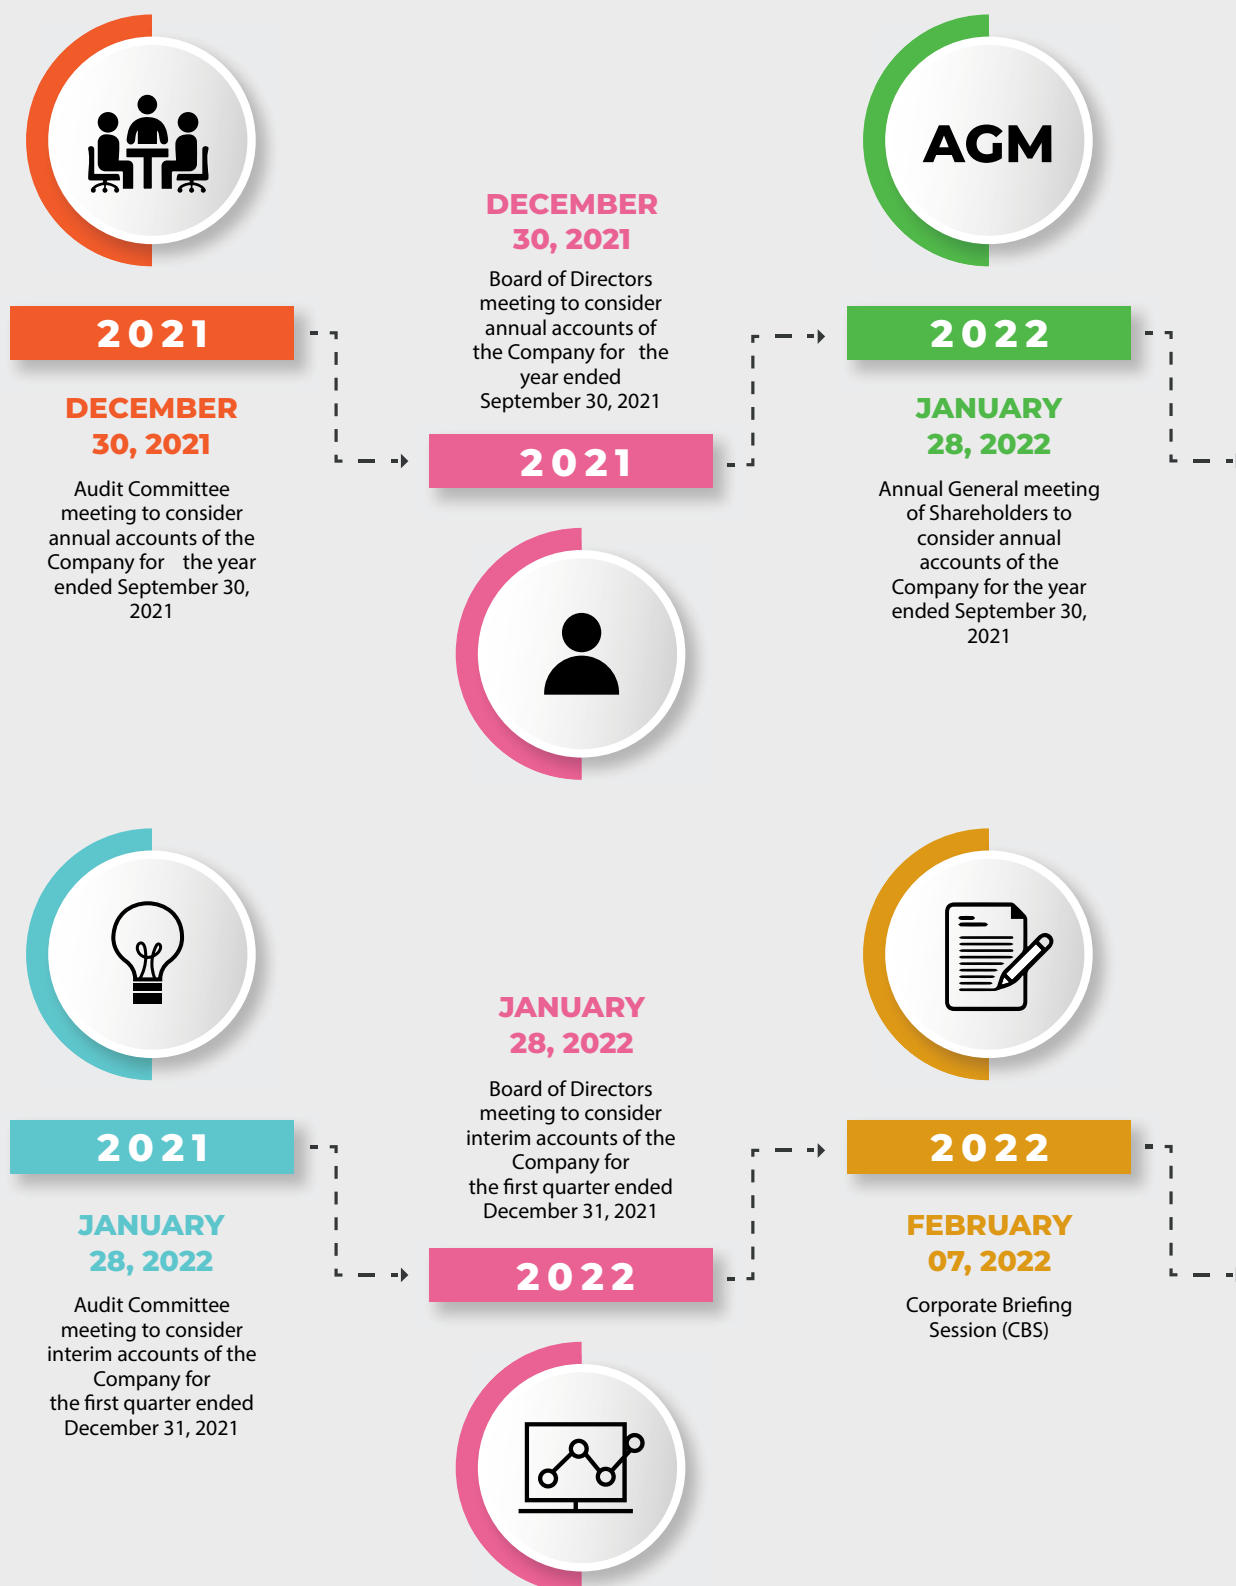 2021
DECEMBER
30, 2021
Audit Committee
meeting to consider
annual accounts of the
Company for the year
ended September 30,
2021
DECEMBER
30, 2021
Board of Directors
meeting to consider
annual accounts of
the Company for the
year ended
September 30, 2021
2021
AGM
2022
JANUARY
28, 2022
Annual General meeting
of Shareholders to
consider annual
accounts of the
Company for the year
ended September 30,
2021
2021
JANUARY
28, 2022
Audit Committee
meeting to consider
interim accounts of the
Company for
the first quarter ended
December 31, 2021
JANUARY
28, 2022
Board of Directors
meeting to consider
interim accounts of the
Company for
the first quarter ended
December 31, 2021
2022
2022
FEBRUARY
07, 2022
Corporate Briefing
Session (CBS)